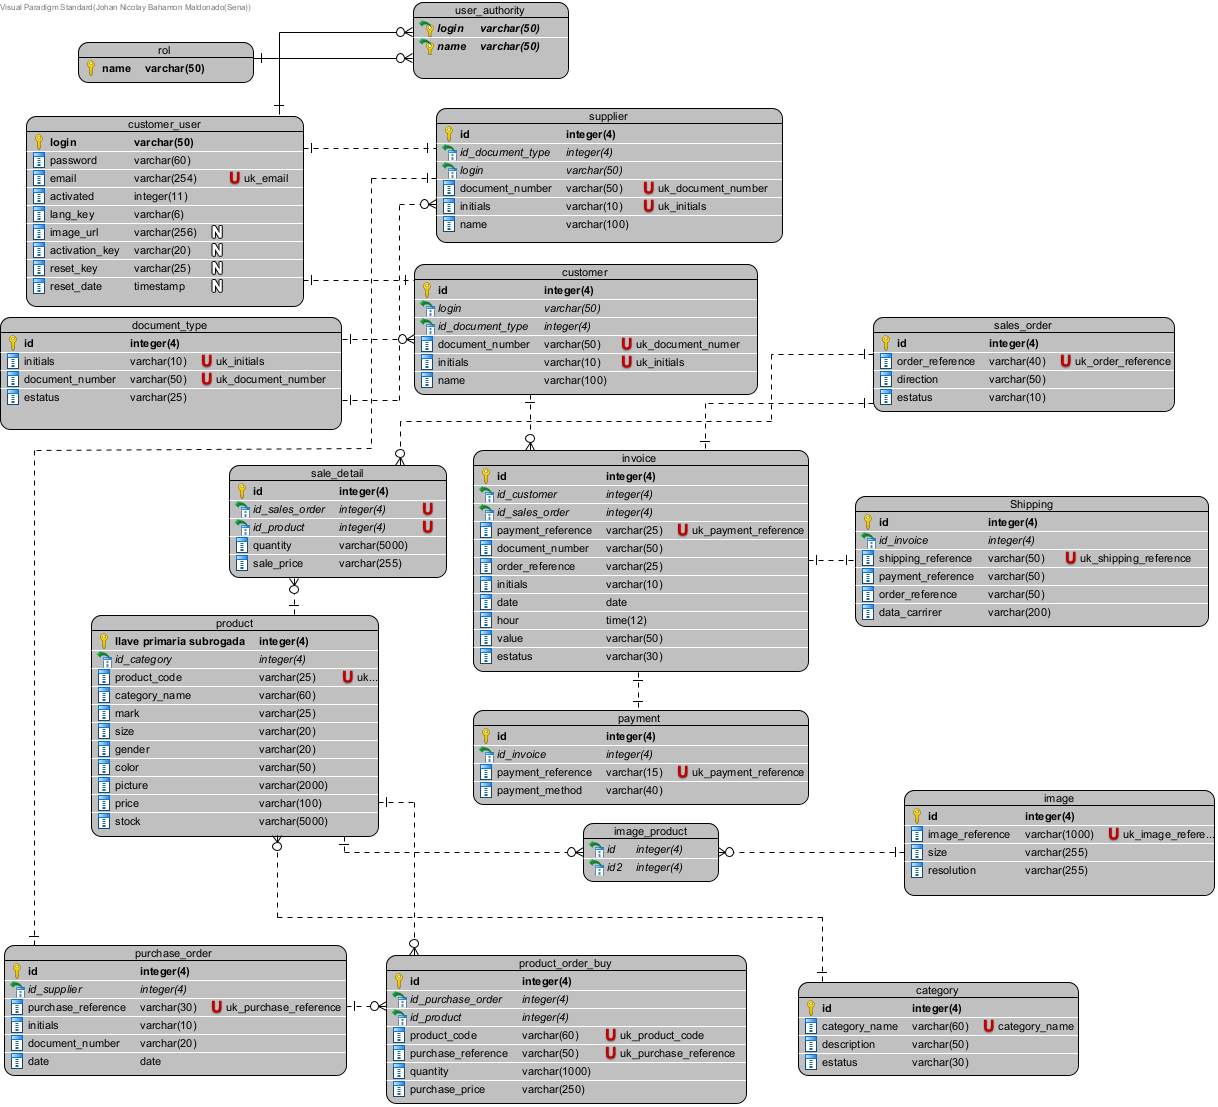 Visual Paradigm Standard(Johan Nicolay Bahamon Maldonado(Sena))
user_authority
login varchar(50)
name varchar(50)
rol
name varchar(50)
customer_user
login varchar(50)
password varchar(60)
email varchar(254) U uk_email
activated integer(11)
lang_key varchar(6)
image_url varchar(256) N
activation_key varchar(20) N
reset_key varchar(25) N
reset_date timestamp N
supplier
id integer(4)
id_document_type integer(4)
login varchar(50)
document_number varchar(50) U uk_document_number
initials varchar(10) U uk_initials
name varchar(100)
customer
id integer(4)
login varchar(50)
id_document_type integer(4)
document_number varchar(50) U uk_document_numer
initials varchar(10) U uk_initials
name varchar(100)
document_type
id integer(4)
initials varchar(10) U uk_initials
document_number varchar(50) U uk_document_number
estatus varchar(25)
sales_order
id integer(4)
order_reference varchar(40) U uk_order_reference
direction varchar(50)
estatus varchar(10)
sale_detail
id integer(4)
id_sales_order integer(4) U
id_product integer(4) U
quantity varchar(5000)
sale_price varchar(255)
invoice
id integer(4)
id_customer integer(4)
id_sales_order integer(4)
payment_reference varchar(25) U uk_payment_reference
document_number varchar(50)
order_reference varchar(25)
initials varchar(10)
date date
hour time(12)
value varchar(50)
estatus varchar(30)
Shipping
id integer(4)
id_invoice integer(4)
shipping_reference varchar(50) U uk_shipping_reference
payment_reference varchar(50)
order_reference varchar(50)
data_carrirer varchar(200)
product
llave primaria subrogada integer(4)
id_category integer(4)
product_code varchar(25) U uk...
category_name varchar(60)
mark varchar(25)
size varchar(20)
gender varchar(20)
color varchar(50)
picture varchar(2000)
price varchar(100)
stock varchar(5000)
payment
id integer(4)
id_invoice integer(4)
payment_reference varchar(15) U uk_payment_reference
payment_method varchar(40)
image_product
id integer(4)
id2 integer(4)
image
id integer(4)
image_reference varchar(1000) U uk_image_refere...
size varchar(255)
resolution varchar(255)
purchase_order
id integer(4)
id_supplier integer(4)
purchase_reference varchar(30) U uk_purchase_reference
initials varchar(10)
document_number varchar(20)
date date
product_order_buy
id integer(4)
id_purchase_order integer(4)
id_product integer(4)
product_code varchar(60) U uk_product_code
purchase_reference varchar(50) U uk_purchase_reference
quantity varchar(1000)
purchase_price varchar(250)
category
id integer(4)
category_name varchar(60) U category_name
description varchar(50)
estatus varchar(30)